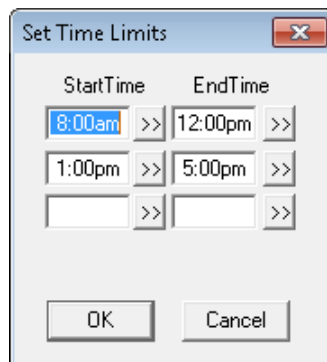 Set Time Limits
StartTime EndTime
8:00am >> 12:00pm >>
1:00pm >> 5:00pm >>
>> >>
OK Cancel